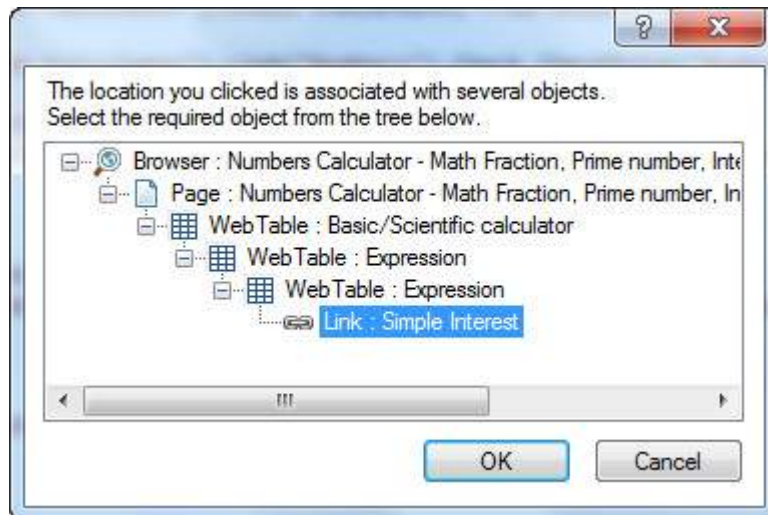 The location you clicked is associated with several objects.
Select the required object from the tree below.
Browser : Numbers Calculator - Math Fraction, Prime number, Inte
Page : Numbers Calculator - Math Fraction, Prime number, In
WebTable : Basic/Scientific calculator
WebTable : Expression
WebTable : Expression
Link : Simple Interest
OK Cancel